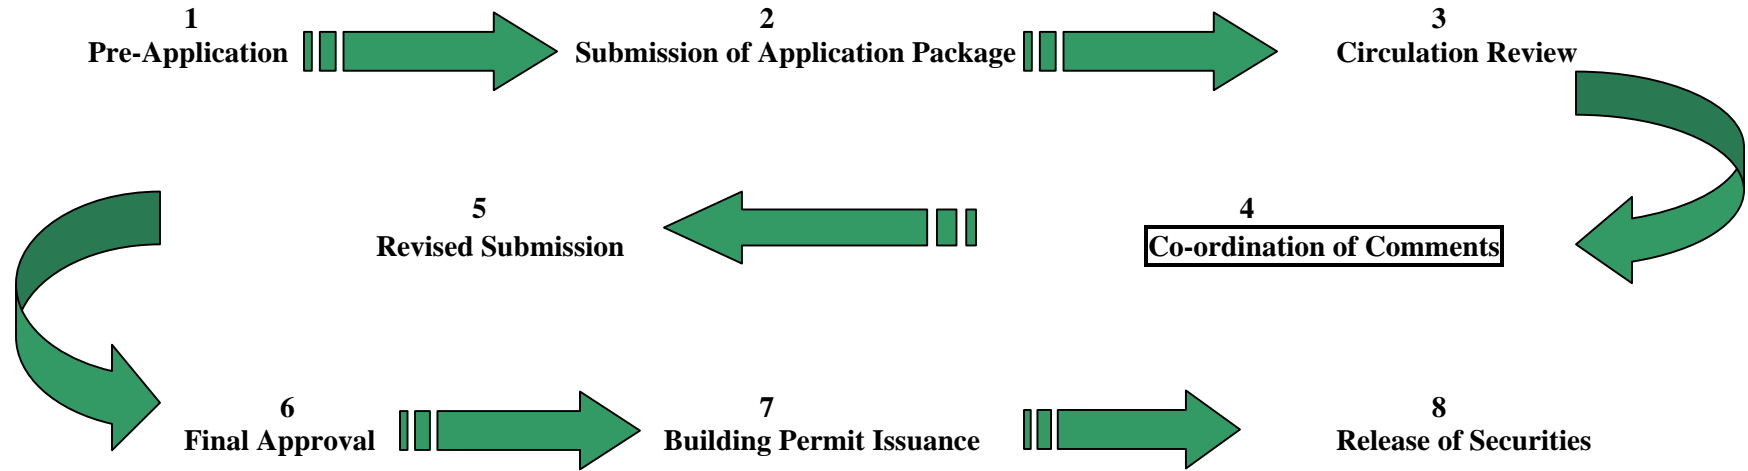 1
Pre-Application
2
Submission of Application Package
3
Circulation Review
4
Co-ordination of Comments
5
Revised Submission
6
Final Approval
7
Building Permit Issuance
8
Release of Securities